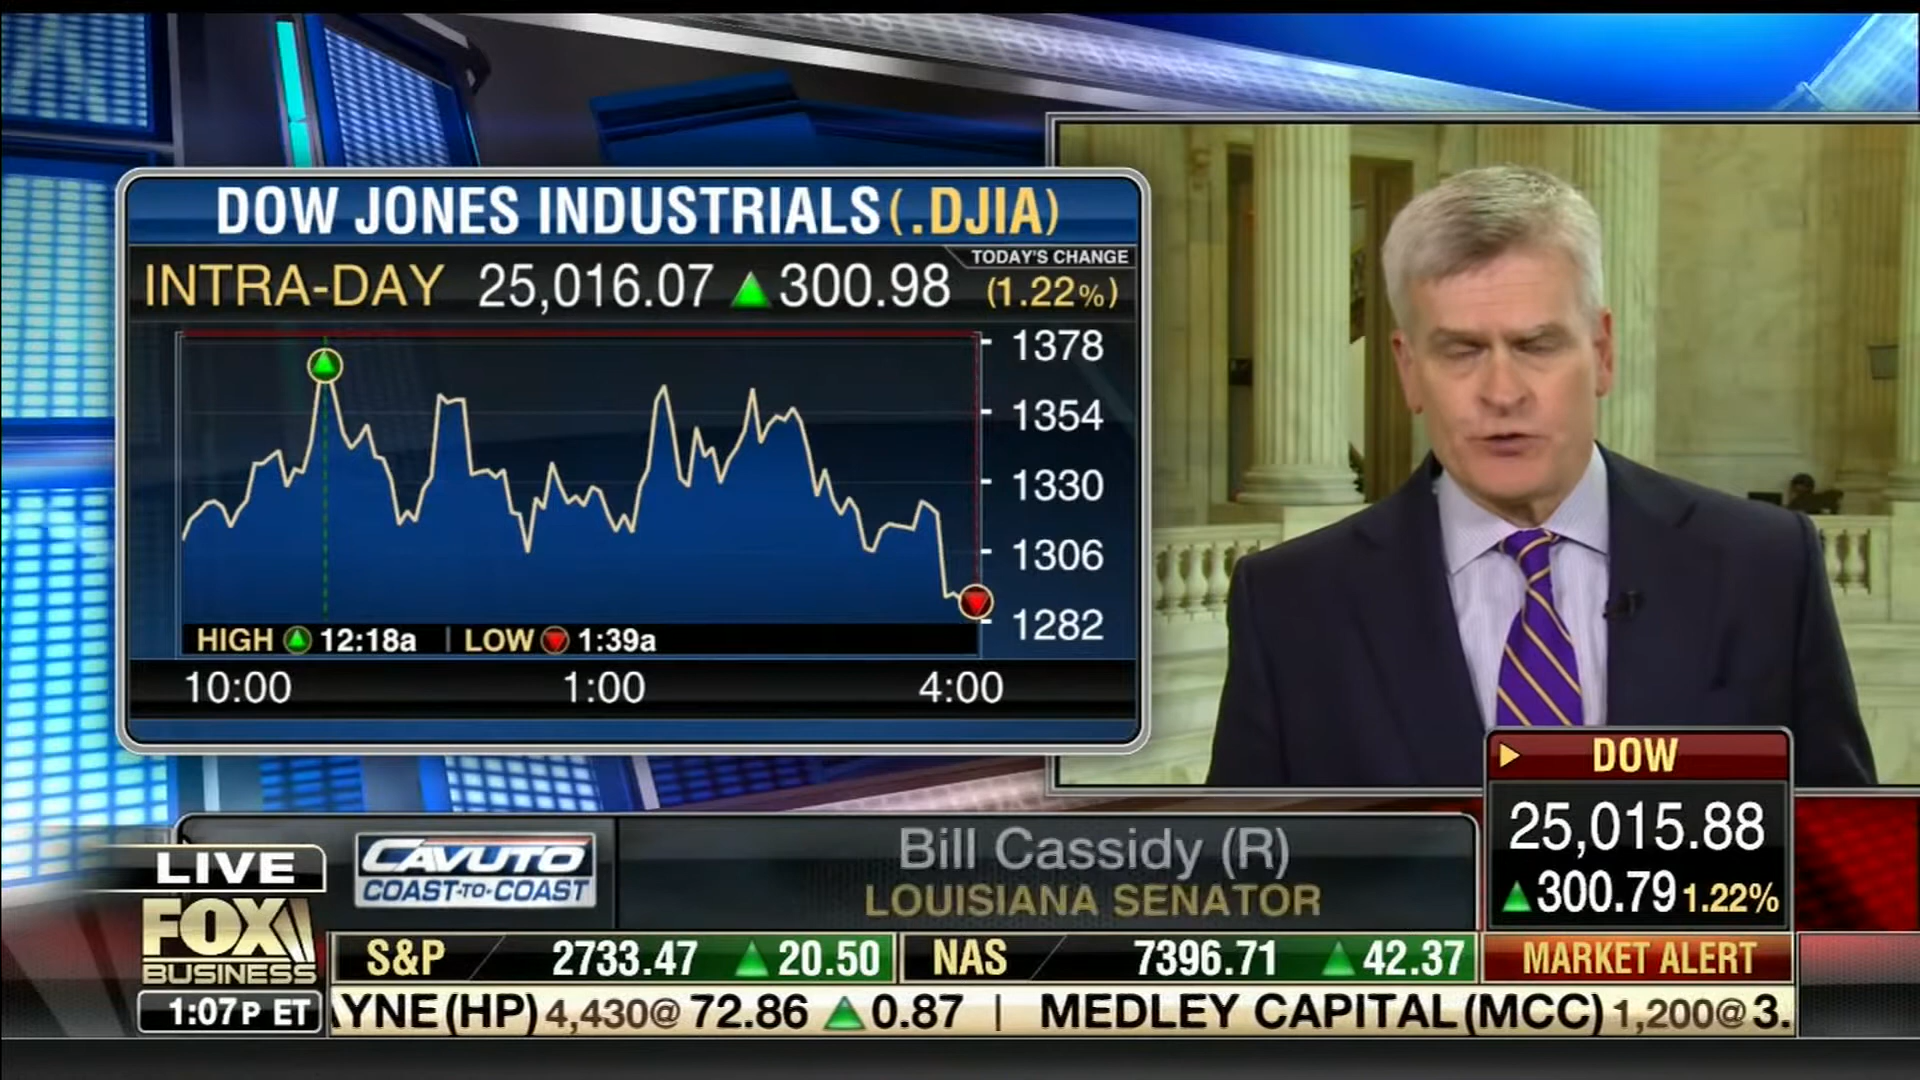 DOW JONES INDUSTRIALS (.DJIA)
INTRA-DAY 25,016.07 ▲ 300.98 TODAY'S CHANGE (1.22%)
1378
1354
1330
1306
1282
HIGH ▲ 12:18a | LOW ▼ 1:39a
10:00 1:00 4:00
DOW
25,015.88
▲ 300.79 1.22%
MARKET ALERT
CAVUTO
COAST-TO-COAST
Bill Cassidy (R)
LOUISIANA SENATOR
LIVE
FOX
BUSINESS
1:07P ET
S&P 2733.47 ▲ 20.50 NAS 7396.71 ▲ 42.37
AYNE (HP) 4,430@ 72.86 ▲ 0.87 | MEDLEY CAPITAL (MCC) 1,200@ 3.